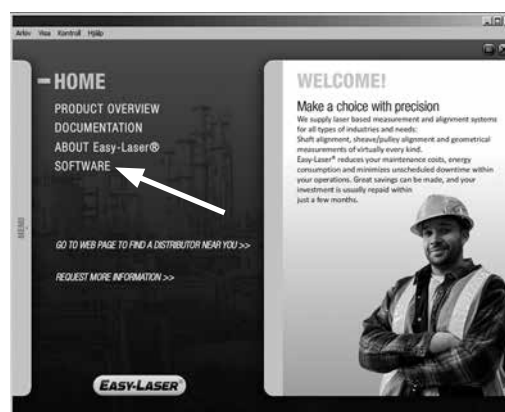 Arkiv Visa Kontroll Hjälp
HOME
PRODUCT OVERVIEW
DOCUMENTATION
ABOUT Easy-Laser®
SOFTWARE
GO TO WEB PAGE TO FIND A DISTRIBUTOR NEAR YOU >>
REQUEST MORE INFORMATION >>
MENU
EASY-LASER®
WELCOME!
Make a choice with precision
We supply laser based measurement and alignment systems
for all types of industries and needs:
Shaft alignment, sheave/pulley alignment and geometrical
measurements of virtually every kind.
Easy-Laser® reduces your maintenance costs, energy
consumption and minimizes unscheduled downtime within
your operations. Great savings can be made, and your
investment is usually repaid within
just a few months.